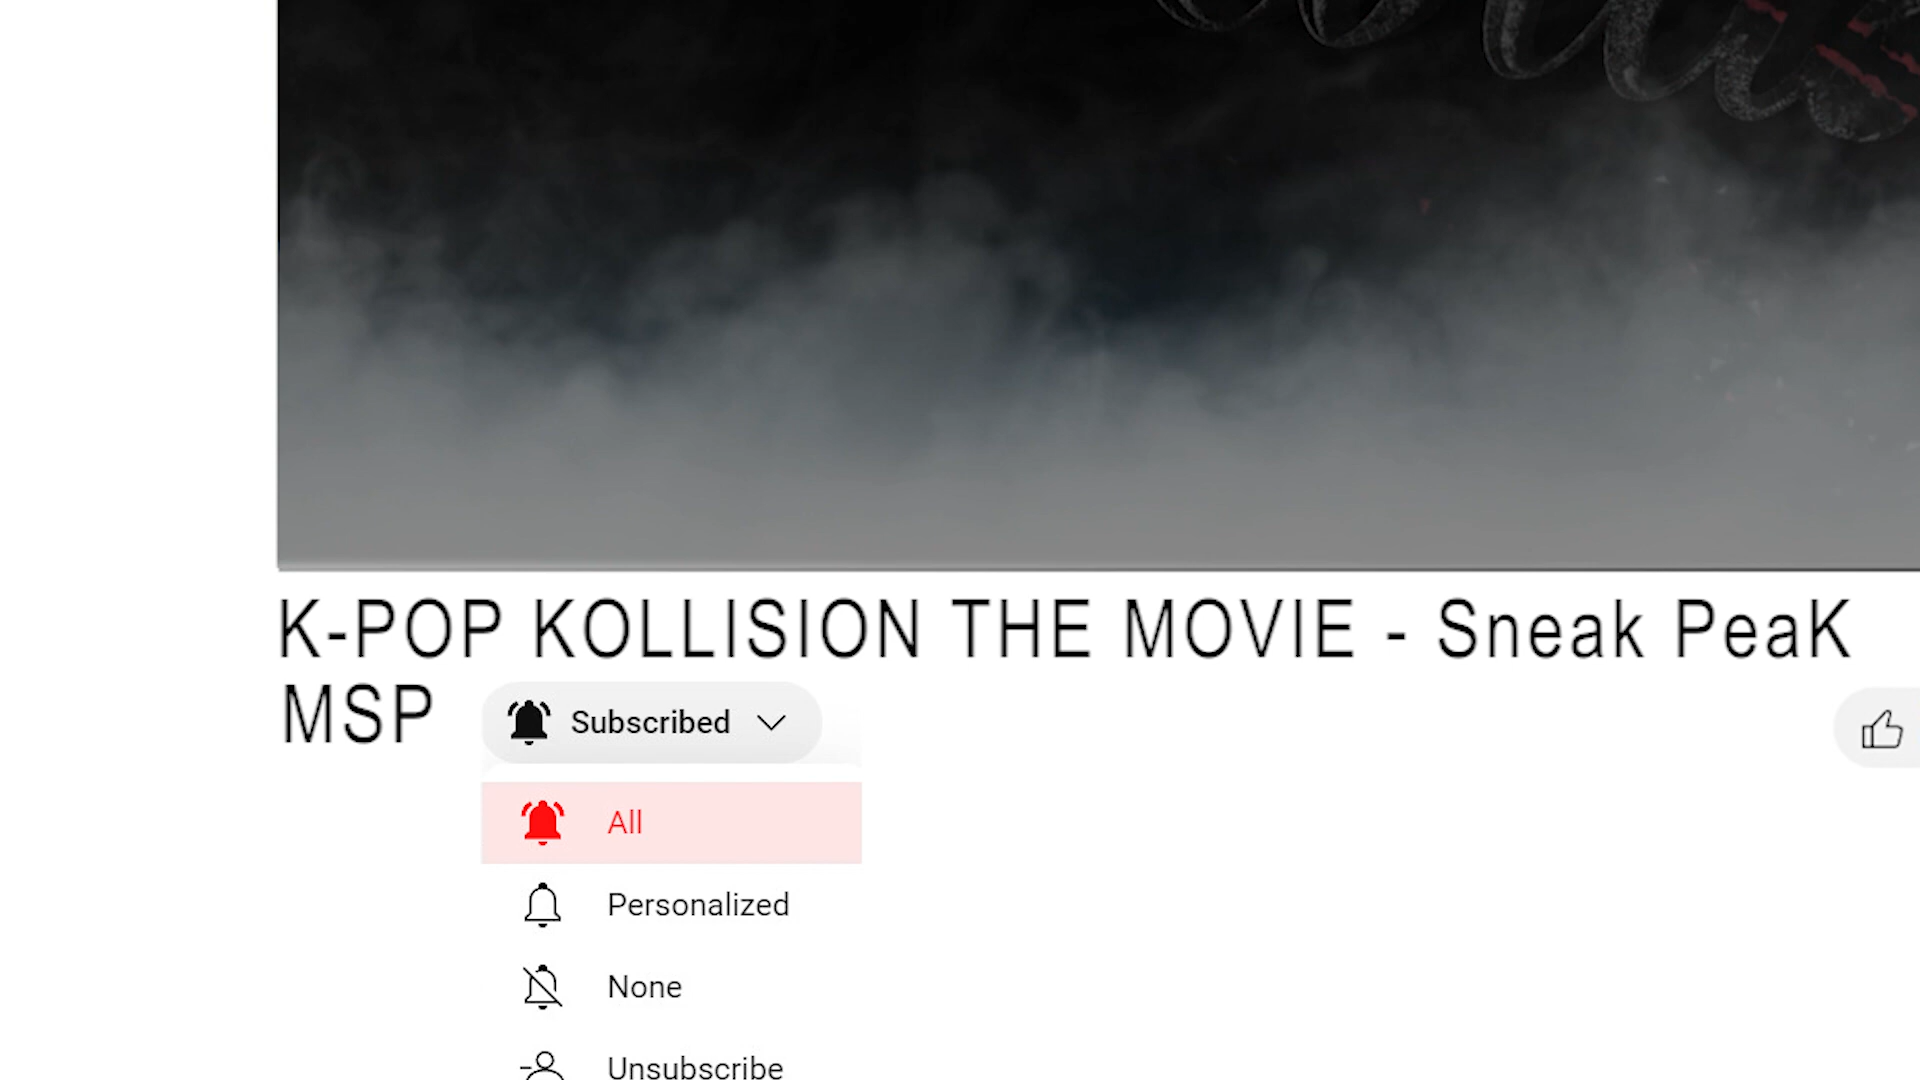 K-POP KOLLISION THE MOVIE - Sneak PeaK
MSP
Subscribed
All
Personalized
None
Unsubscribe